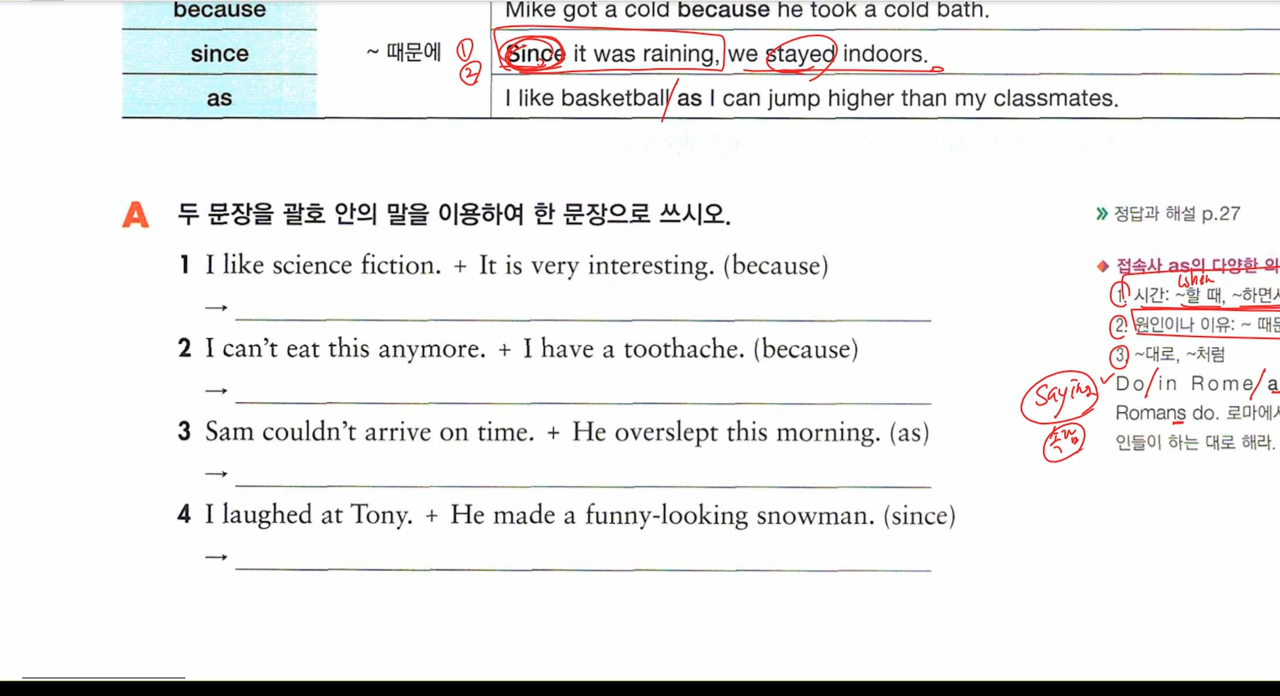 because
Mike got a cold because he took a cold bath.
since
~ 때문에 ① ②
Since it was raining, we stayed indoors.
as
I like basketball/as I can jump higher than my classmates.
A 두 문장을 괄호 안의 말을 이용하여 한 문장으로 쓰시오.
1 I like science fiction. + It is very interesting. (because)
→
2 I can't eat this anymore. + I have a toothache. (because)
→
3 Sam couldn't arrive on time. + He overslept this morning. (as)
→
4 I laughed at Tony. + He made a funny-looking snowman. (since)
→
» 정답과 해설 p.27
접속사 as의 다양한
when
1. 시간: ~할 때, ~하면
2. 원인이나 이유: ~
3. ~대로, ~처럼
Saying ✓ Do/in Rome/
Romans do. 로마에
속담
인들이 하는 대로 해라.